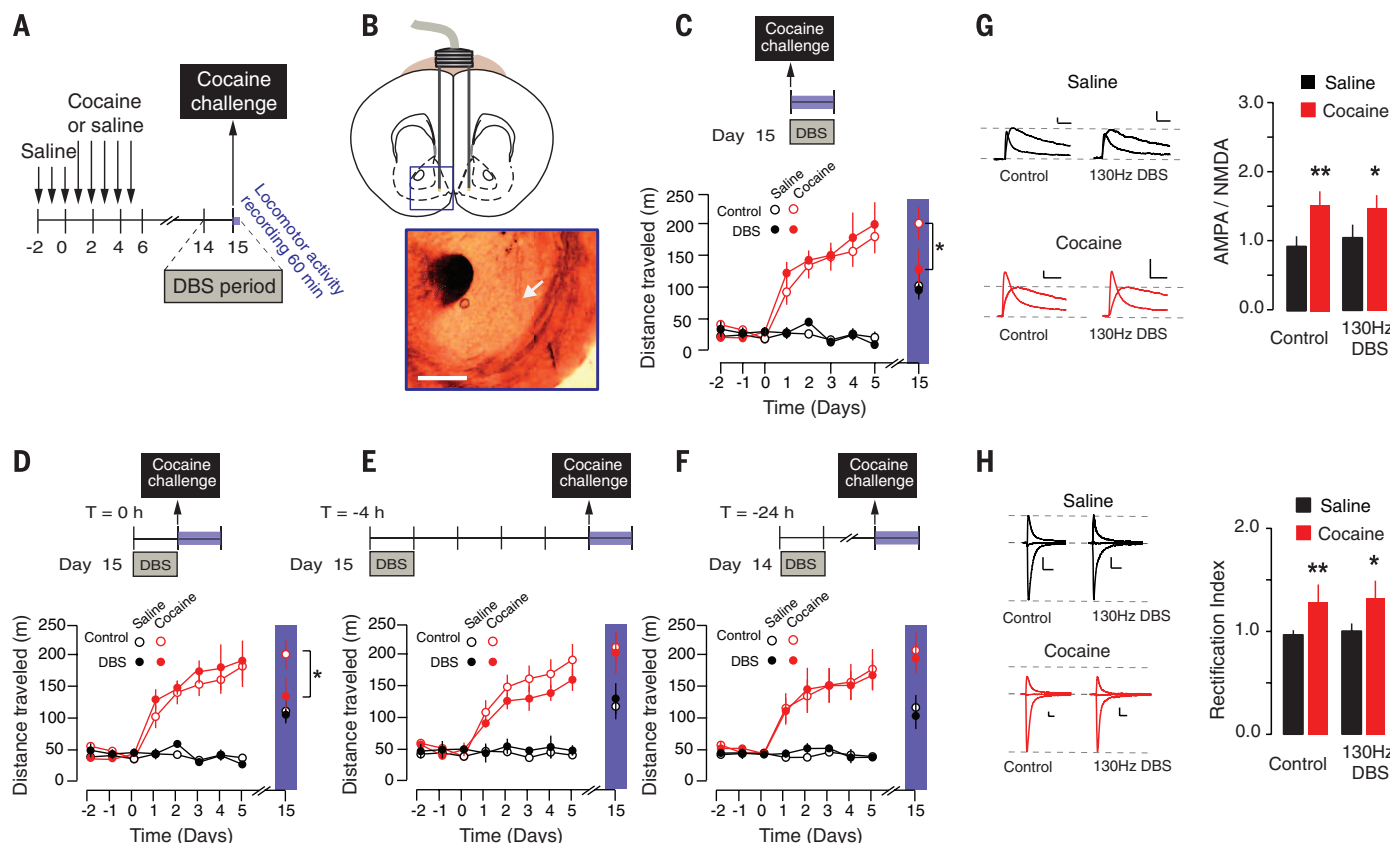 A
Cocaine
challenge
Cocaine
or saline
Saline
-2 0 2 4 6 14 15
Locomotor activity
recording 60 min
DBS period
B
C
Cocaine
challenge
Day 15
DBS
Saline
Cocaine
Control
DBS
Distance traveled (m)
250
200
150
100
50
0
*
-2 -1 0 1 2 3 4 5 15
Time (Days)
D
Cocaine
challenge
T = 0 h
Day 15
DBS
Saline
Cocaine
Control
DBS
Distance traveled (m)
250
200
150
100
50
0
*
-2 -1 0 1 2 3 4 5 15
Time (Days)
E
Cocaine
challenge
T = -4 h
Day 15
DBS
Saline
Cocaine
Control
DBS
Distance traveled (m)
250
200
150
100
50
0
-2 -1 0 1 2 3 4 5 15
Time (Days)
F
Cocaine
challenge
T = -24 h
Day 14
DBS
Saline
Cocaine
Control
DBS
Distance traveled (m)
250
200
150
100
50
0
-2 -1 0 1 2 3 4 5 15
Time (Days)
G
Saline
Control 130Hz DBS
Cocaine
Control 130Hz DBS
Saline
Cocaine
AMPA / NMDA
3.0
2.0
1.0
0.0
** *
Control 130Hz
DBS
H
Saline
Control 130Hz DBS
Cocaine
Control 130Hz DBS
Saline
Cocaine
Rectification Index
2.0
1.0
0.0
** *
Control 130Hz
DBS